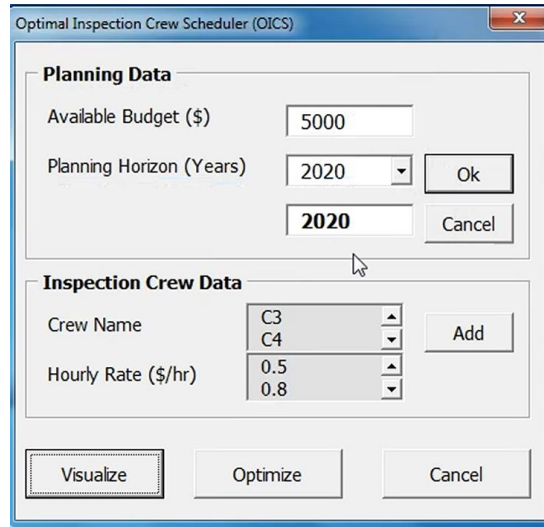 Optimal Inspection Crew Scheduler (OICS)
x
Planning Data
Available Budget ($)
5000
Planning Horizon (Years)
2020
Ok
2020
Cancel
Inspection Crew Data
Crew Name
C3
C4
Add
Hourly Rate ($/hr)
0.5
0.8
Visualize
Optimize
Cancel